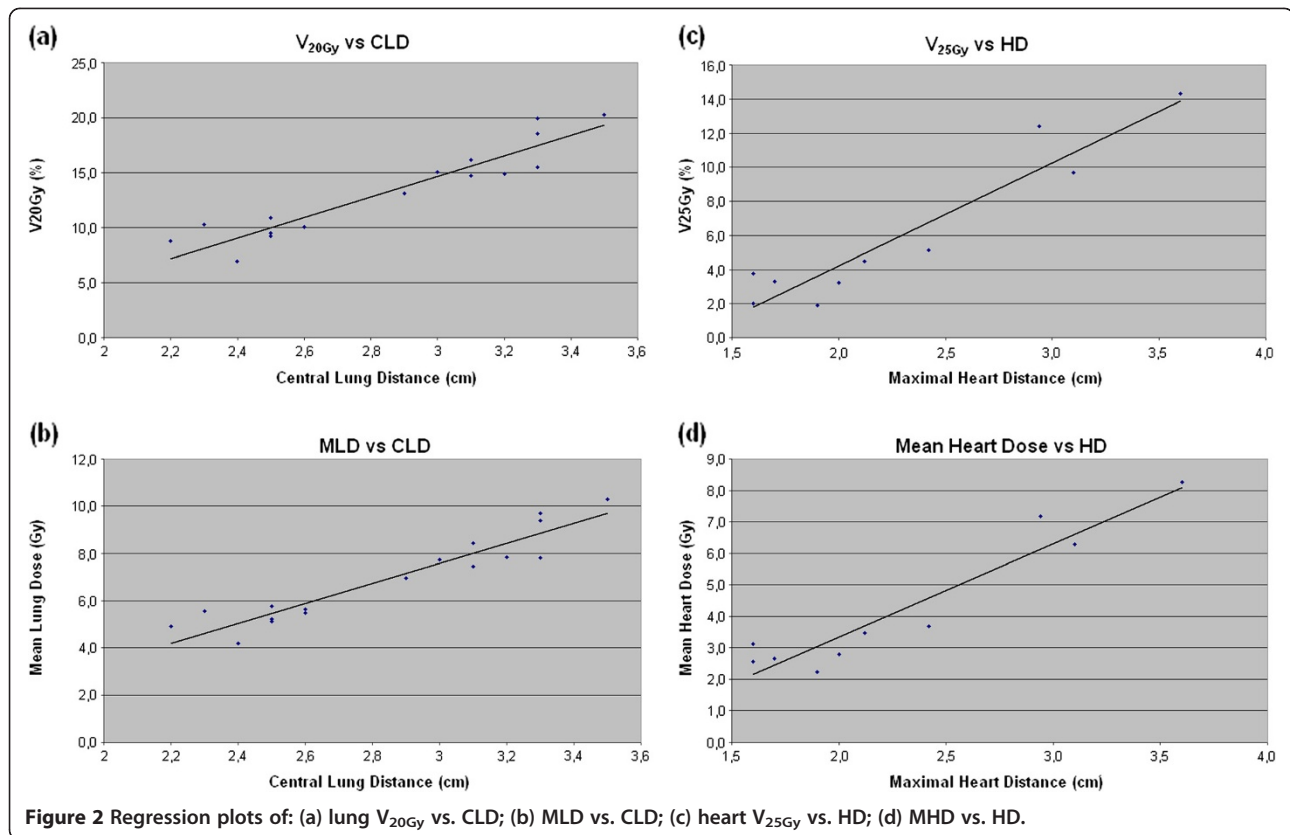 (a)
V20Gy vs CLD
25,0
20,0
15,0
10,0
5,0
0,0
V20Gy (%)
2 2,2 2,4 2,6 2,8 3 3,2 3,4 3,6
Central Lung Distance (cm)
(c)
V25Gy vs HD
16,0
14,0
12,0
10,0
8,0
6,0
4,0
2,0
0,0
V25Gy (%)
1,5 2,0 2,5 3,0 3,5 4,0
Maximal Heart Distance (cm)
(b)
MLD vs CLD
12,0
10,0
8,0
6,0
4,0
2,0
0,0
Mean Lung Dose (Gy)
2 2,2 2,4 2,6 2,8 3 3,2 3,4 3,6
Central Lung Distance (cm)
(d)
Mean Heart Dose vs HD
9,0
8,0
7,0
6,0
5,0
4,0
3,0
2,0
1,0
0,0
Mean Heart Dose (Gy)
1,5 2,0 2,5 3,0 3,5 4,0
Maximal Heart Distance (cm)
Figure 2 Regression plots of: (a) lung V20Gy vs. CLD; (b) MLD vs. CLD; (c) heart V25Gy vs. HD; (d) MHD vs. HD.